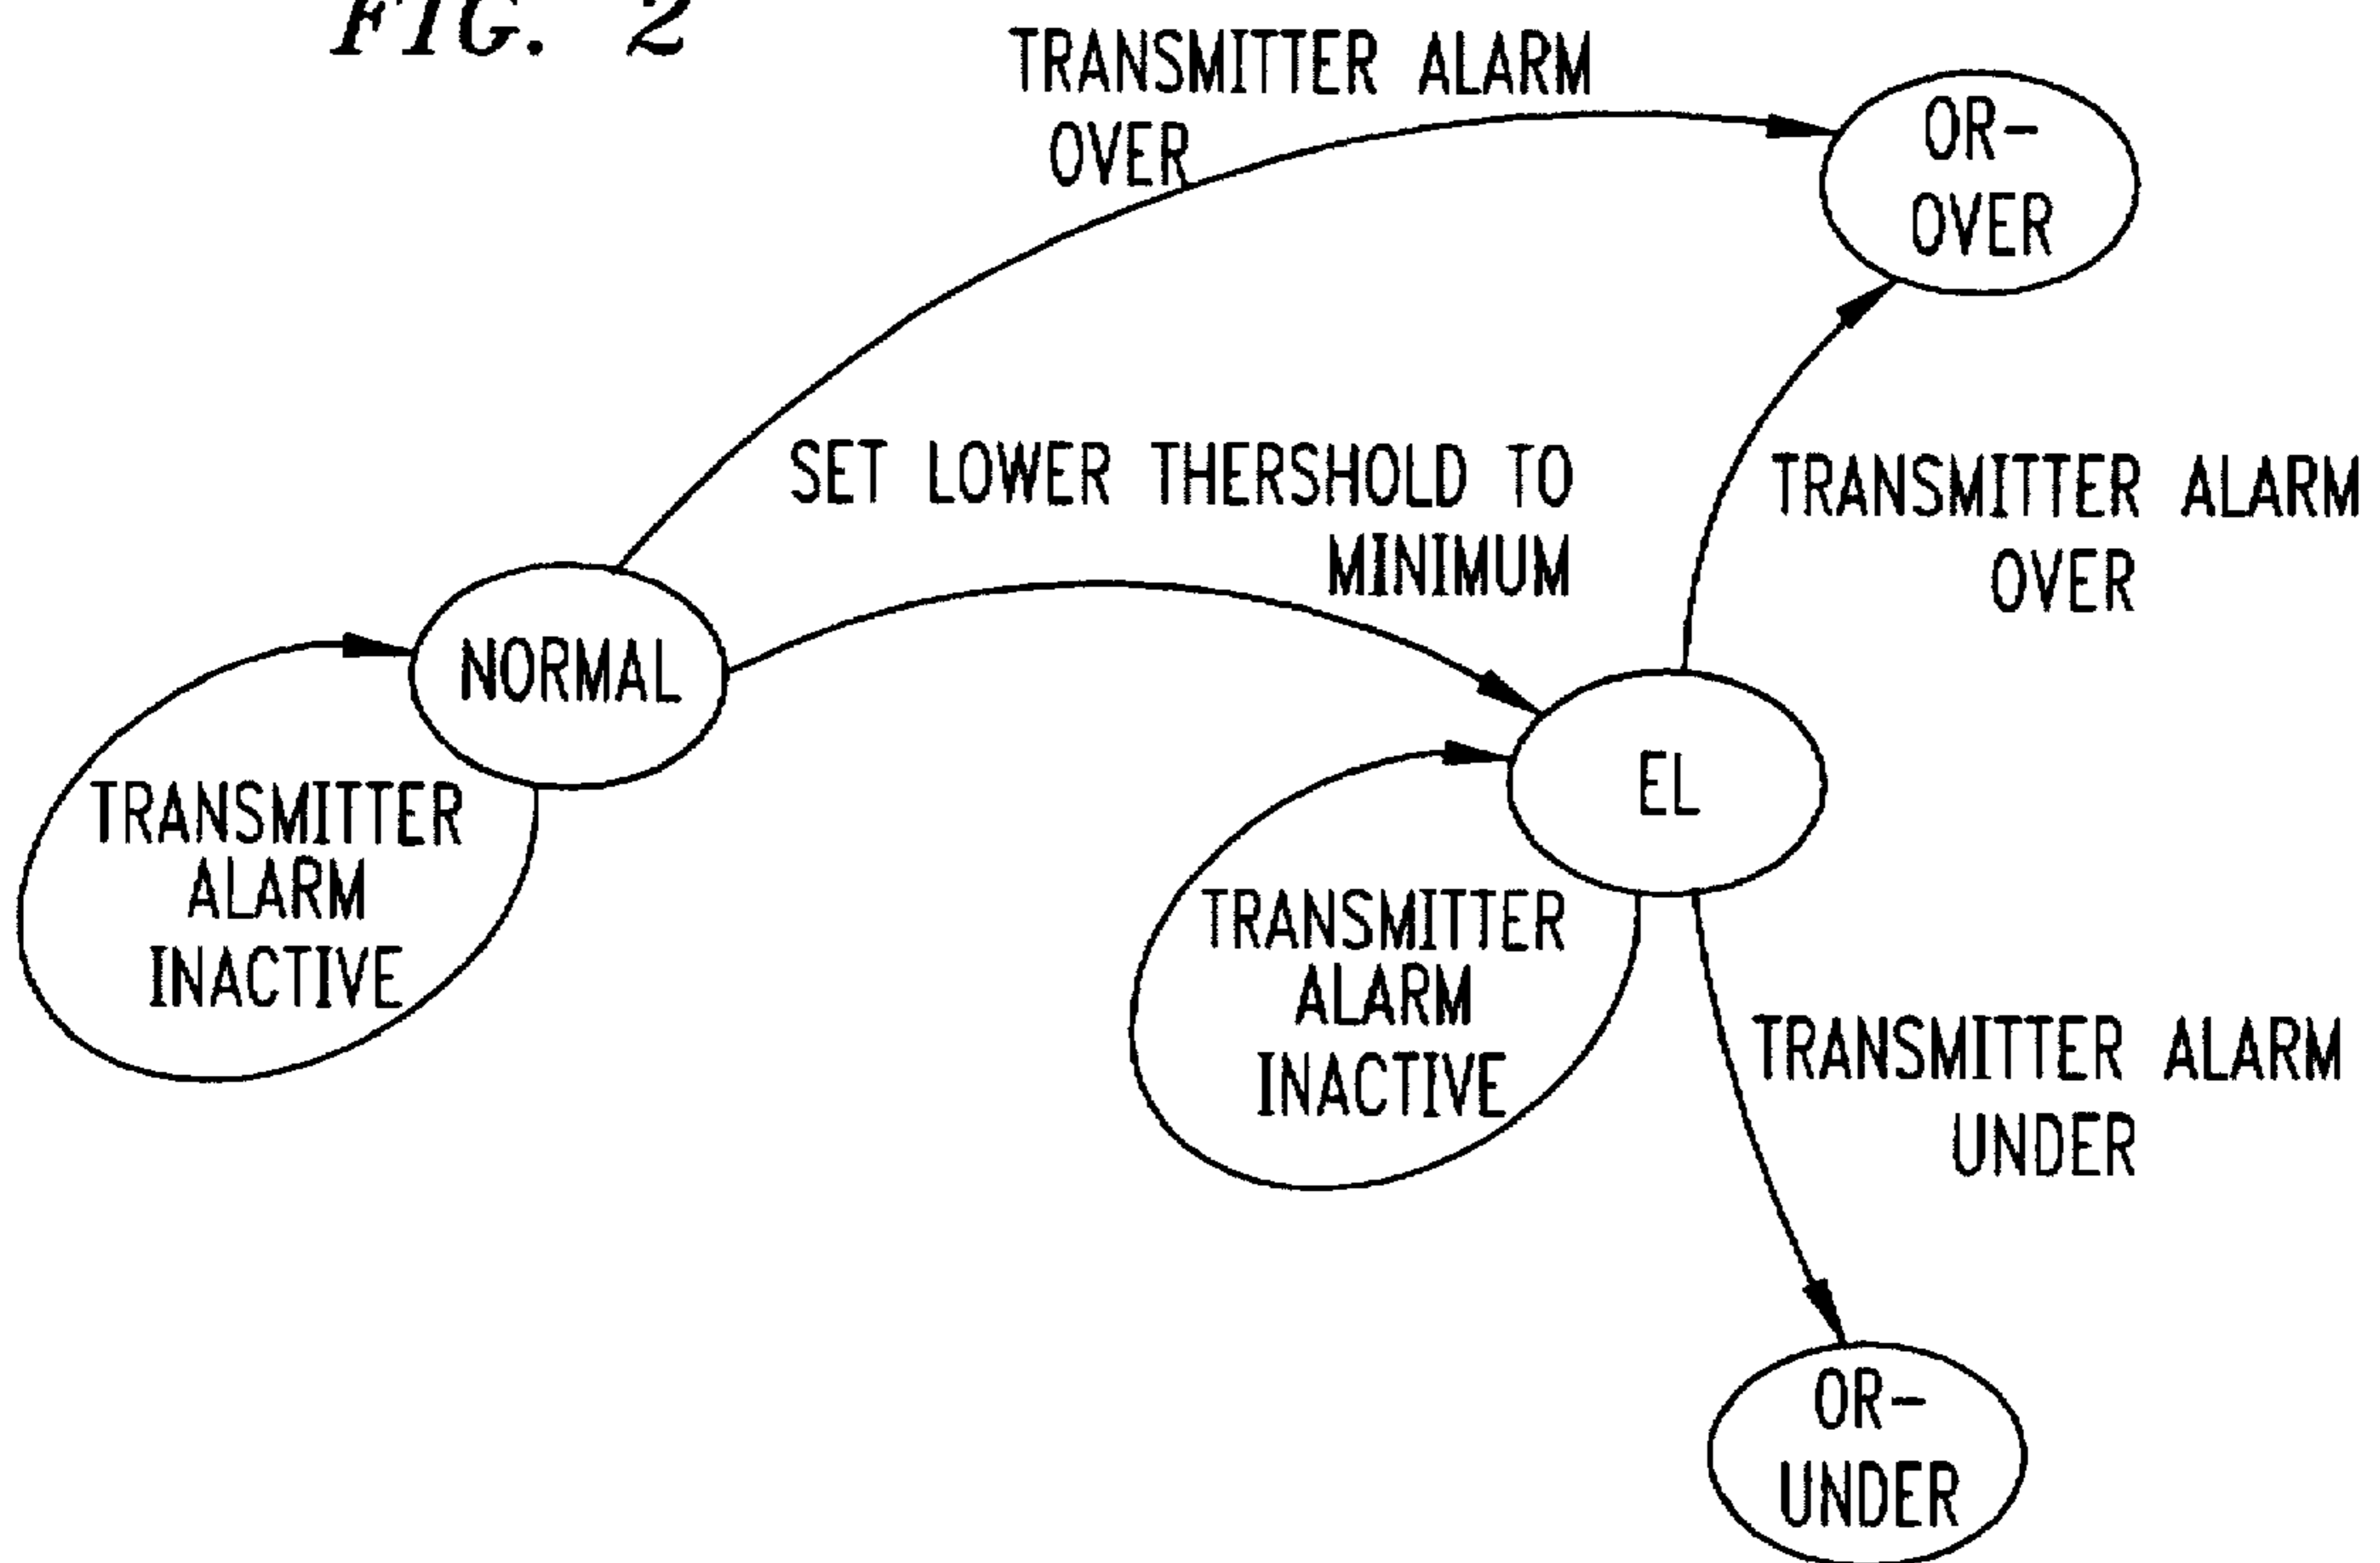 FIG. 2
TRANSMITTER ALARM
OVER
OR-
OVER
SET LOWER THERSHOLD TO
MINIMUM
TRANSMITTER ALARM
OVER
NORMAL
EL
TRANSMITTER
ALARM
INACTIVE
TRANSMITTER
ALARM
INACTIVE
TRANSMITTER ALARM
UNDER
OR-
UNDER